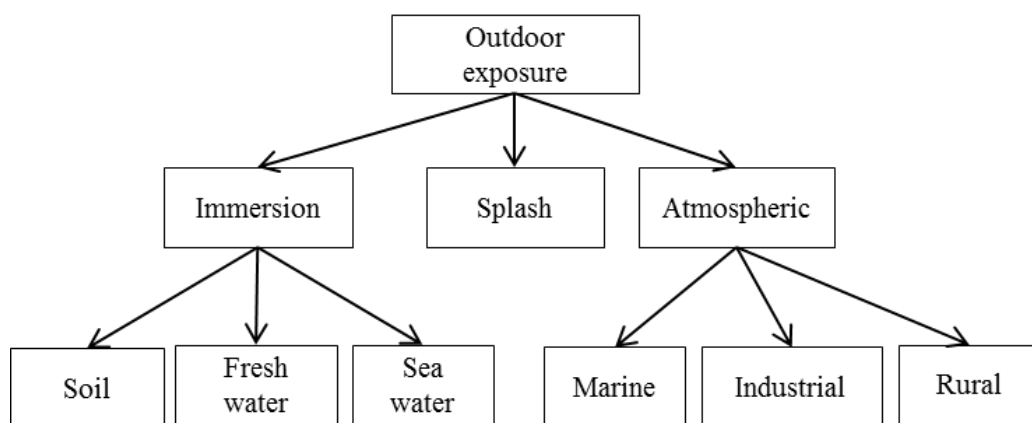 Outdoor
exposure
Immersion
Splash
Atmospheric
Soil
Fresh
water
Sea
water
Marine
Industrial
Rural